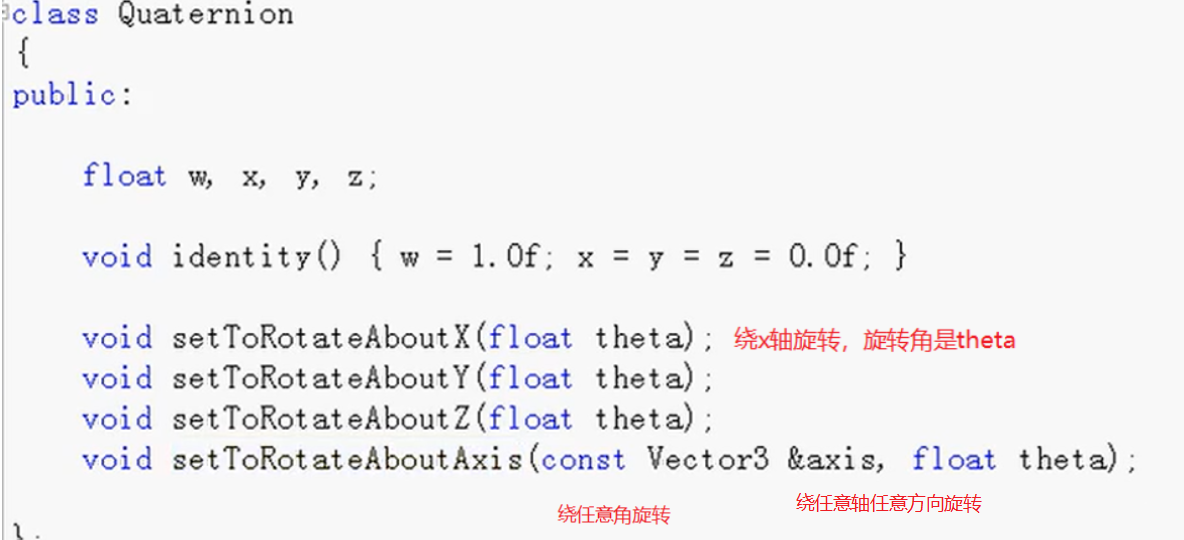 class Quaternion
{
public:
float w, x, y, z;
void identity() { w = 1.0f; x = y = z = 0.0f; }
void setToRotateAboutX(float theta); 绕x轴旋转，旋转角是theta
void setToRotateAboutY(float theta);
void setToRotateAboutZ(float theta);
void setToRotateAboutAxis(const Vector3 &axis, float theta);
绕任意轴任意方向旋转
绕任意角旋转
};